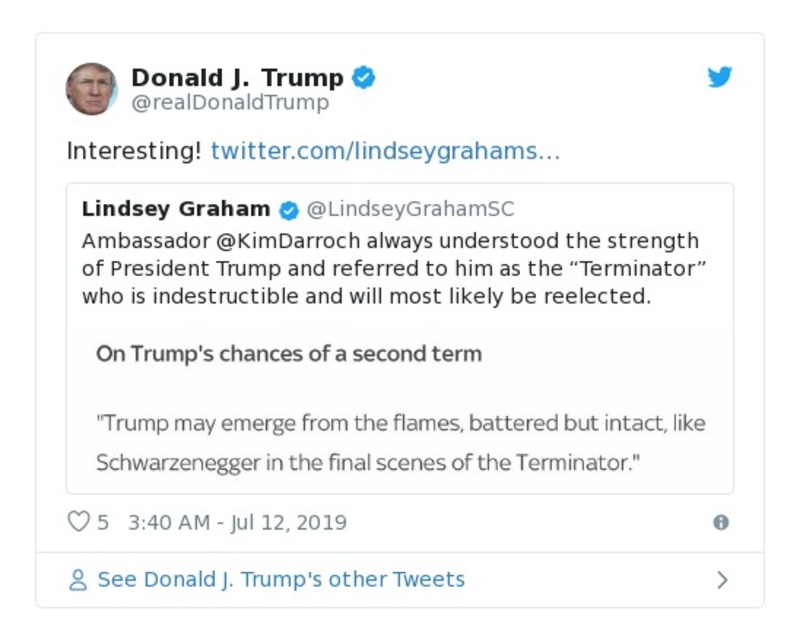 Donald J. Trump
@realDonaldTrump
Interesting! twitter.com/lindseygrahams…
Lindsey Graham @LindseyGrahamSC
Ambassador @KimDarroch always understood the strength
of President Trump and referred to him as the “Terminator”
who is indestructible and will most likely be reelected.
On Trump's chances of a second term
"Trump may emerge from the flames, battered but intact, like
Schwarzenegger in the final scenes of the Terminator."
5 3:40 AM - Jul 12, 2019
See Donald J. Trump's other Tweets